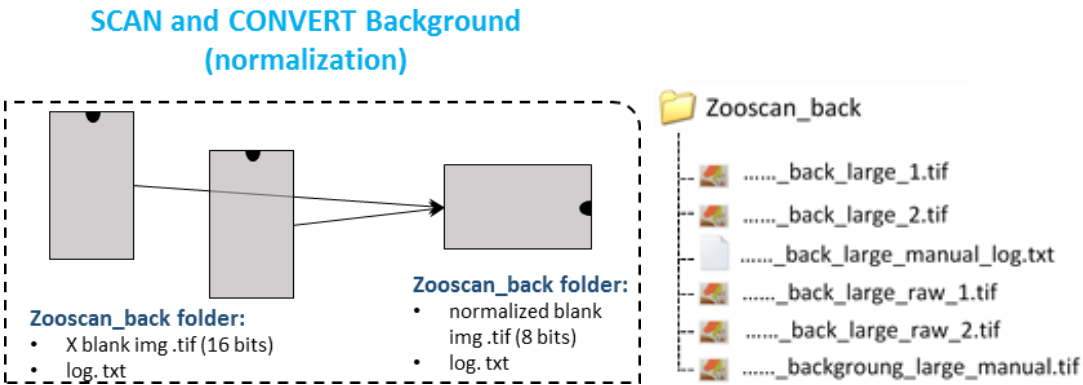 SCAN and CONVERT Background
(normalization)
Zooscan_back folder:
• X blank img .tif (16 bits)
• log. txt
Zooscan_back folder:
• normalized blank
img .tif (8 bits)
• log. txt
Zooscan_back
......_back_large_1.tif
......_back_large_2.tif
......_back_large_manual_log.txt
......_back_large_raw_1.tif
......_back_large_raw_2.tif
......_backgroung_large_manual.tif